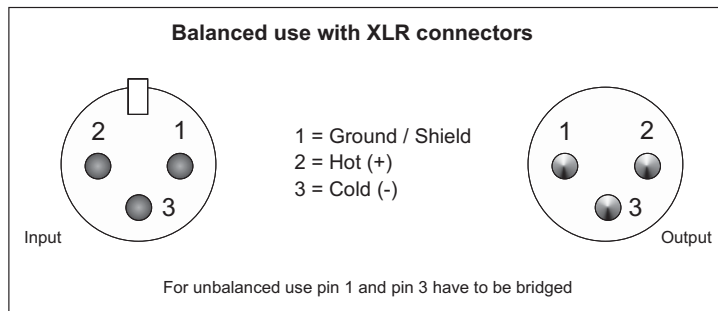 Balanced use with XLR connectors
2 1
3
Input
1 = Ground / Shield
2 = Hot (+)
3 = Cold (-)
1 2
3
Output
For unbalanced use pin 1 and pin 3 have to be bridged